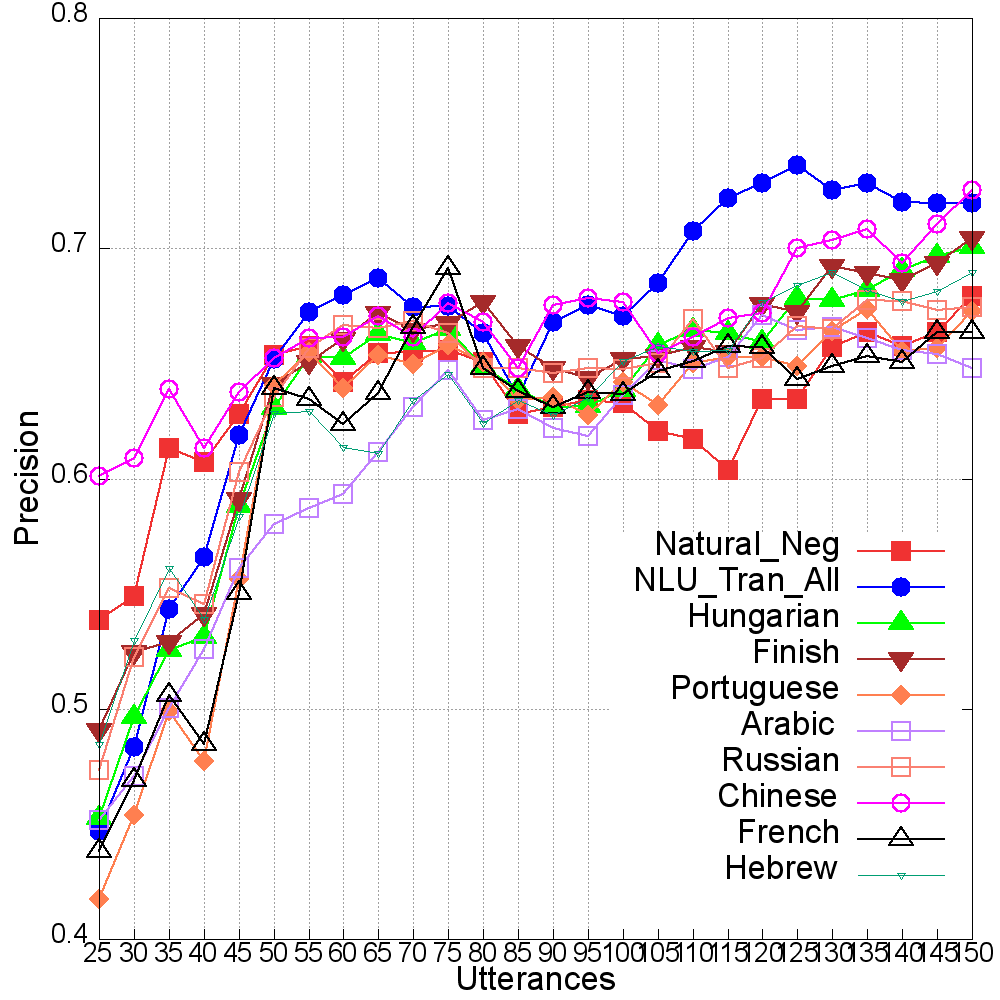 0.8
0.7
0.6
0.5
0.4
Precision
Natural_Neg
NLU_Tran_All
Hungarian
Finish
Portuguese
Arabic
Russian
Chinese
French
Hebrew
25 30 35 40 45 50 55 60 65 70 75 80 85 90 95 100 105 110 115 120 125 130 135 140 145 150
Utterances